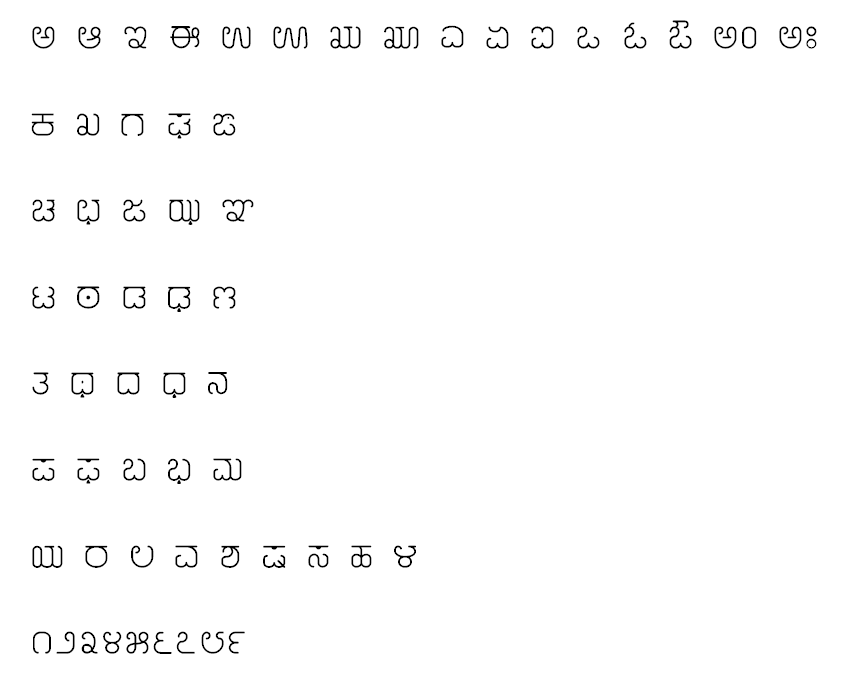 ಅ ಆ ಇ ಈ ಉ ಊ ಋ ೠ ಎ ಏ ಐ ಒ ಓ ಔ ಅಂ ಅಃ
ಕ ಖ ಗ ಘ ಙ
ಚ ಛ ಜ ಝ ಞ
ಟ ಠ ಡ ಢ ಣ
ತ ಥ ದ ಧ ನ
ಪ ಫ ಬ ಭ ಮ
ಯ ರ ಲ ವ ಶ ಷ ಸ ಹ ಳ
೧೨೩೪೫೬೭೮೯